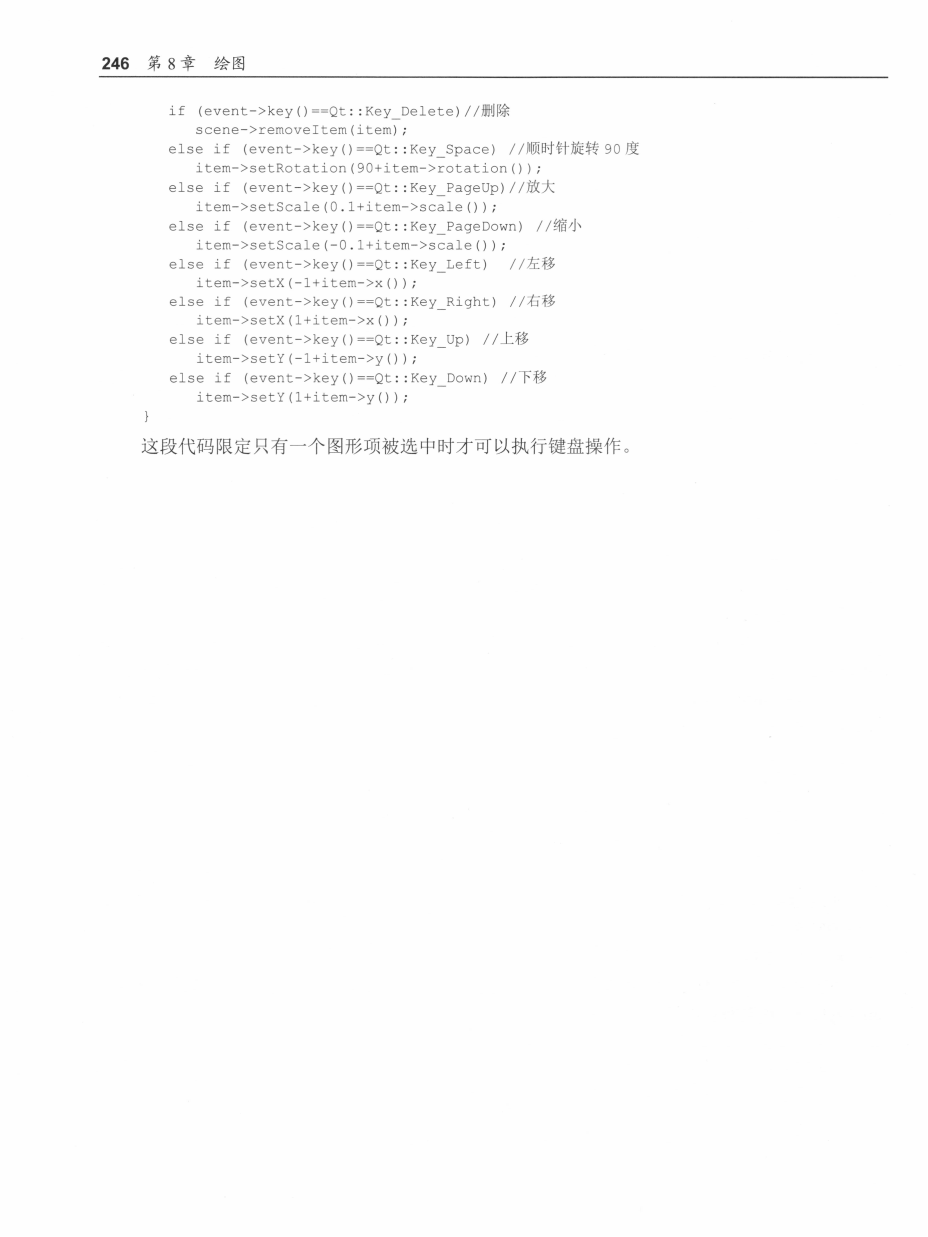 246 第8章 绘图
if (event->key()==Qt::Key_Delete)//删除
scene->removeItem(item);
else if (event->key()==Qt::Key_Space) //顺时针旋转 90 度
item->setRotation(90+item->rotation());
else if (event->key()==Qt::Key_PageUp)//放大
item->setScale(0.1+item->scale());
else if (event->key()==Qt::Key_PageDown) //缩小
item->setScale(-0.1+item->scale());
else if (event->key()==Qt::Key_Left) //左移
item->setX(-1+item->x());
else if (event->key()==Qt::Key_Right) //右移
item->setX(1+item->x());
else if (event->key()==Qt::Key_Up) //上移
item->setY(-1+item->y());
else if (event->key()==Qt::Key_Down) //下移
item->setY(1+item->y());
}
这段代码限定只有一个图形项被选中时才可以执行键盘操作。